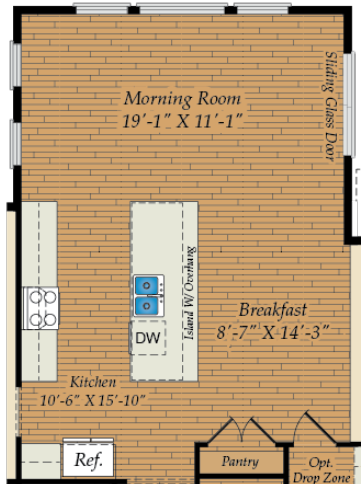 Morning Room
19'-1" X 11'-1"
Sliding Glass Door
Island W/Overhang
DW
Breakfast
8'-7" X 14'-3"
Kitchen
10'-6" X 15'-10"
Ref.
Pantry
Opt.
Drop Zone